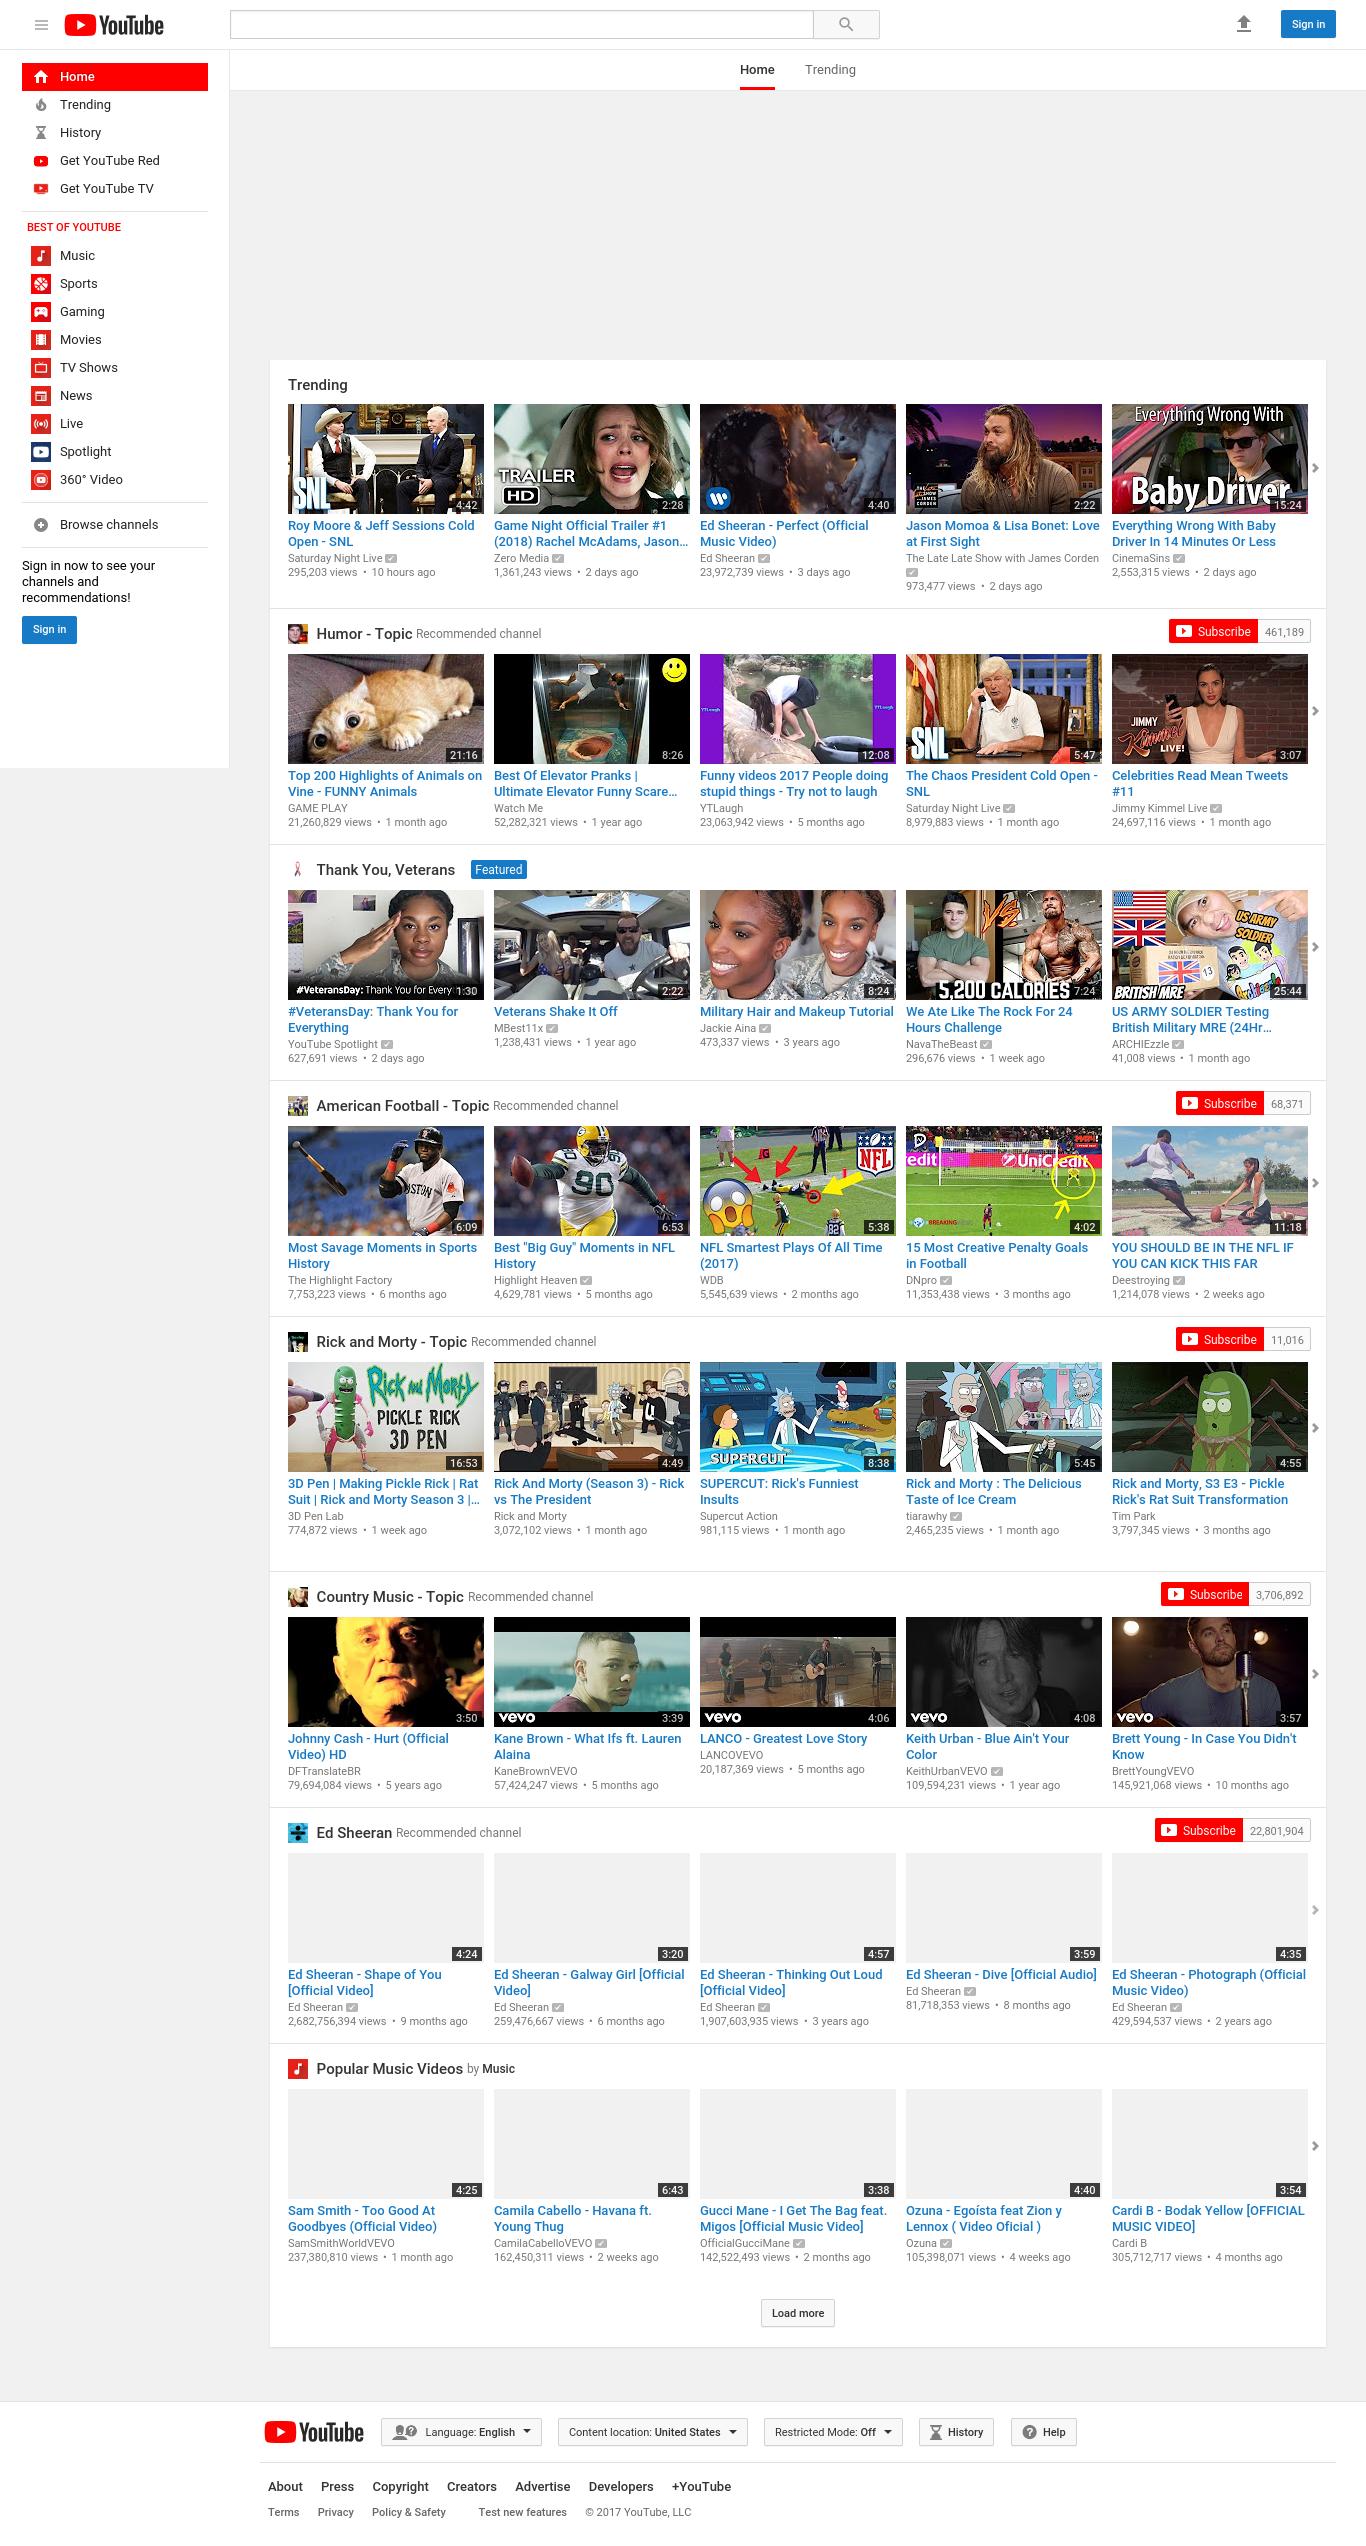 YouTube
Sign in
Home
Trending
Home
Trending
History
Get YouTube Red
Get YouTube TV
BEST OF YOUTUBE
Music
Sports
Gaming
Movies
TV Shows
News
Live
Spotlight
360° Video
Browse channels
Sign in now to see your
channels and
recommendations!
Sign in
Trending
SNL
4:42
TRAILER
HD
2:28
4:40
2:22
Everything Wrong With
Baby Driver
15:24
Roy Moore & Jeff Sessions Cold
Open - SNL
Saturday Night Live
295,203 views • 10 hours ago
Game Night Official Trailer #1
(2018) Rachel McAdams, Jason...
Zero Media
1,361,243 views • 2 days ago
Ed Sheeran - Perfect (Official
Music Video)
Ed Sheeran
23,972,739 views • 3 days ago
Jason Momoa & Lisa Bonet: Love
at First Sight
The Late Late Show with James Corden
973,477 views • 2 days ago
Everything Wrong With Baby
Driver In 14 Minutes Or Less
CinemaSins
2,553,315 views • 2 days ago
Humor - Topic Recommended channel
Subscribe 461,189
21:16
8:26
YTLaugh
YTLaugh
12:08
SNL
5:47
JIMMY
Kimmel
LIVE!
3:07
Top 200 Highlights of Animals on
Vine - FUNNY Animals
GAME PLAY
21,260,829 views • 1 month ago
Best Of Elevator Pranks |
Ultimate Elevator Funny Scare...
Watch Me
52,282,321 views • 1 year ago
Funny videos 2017 People doing
stupid things - Try not to laugh
YTLaugh
23,063,942 views • 5 months ago
The Chaos President Cold Open -
SNL
Saturday Night Live
8,979,883 views • 1 month ago
Celebrities Read Mean Tweets
#11
Jimmy Kimmel Live
24,697,116 views • 1 month ago
Thank You, Veterans Featured
#VeteransDay: Thank You for Every
1:30
2:22
8:24
VS
5,200 CALORIES
7:24
US ARMY
SOLDIER
13
BRITISH MRE
25:44
#VeteransDay: Thank You for
Everything
YouTube Spotlight
627,691 views • 2 days ago
Veterans Shake It Off
MBest11x
1,238,431 views • 1 year ago
Military Hair and Makeup Tutorial
Jackie Aina
473,337 views • 3 years ago
We Ate Like The Rock For 24
Hours Challenge
NavaTheBeast
296,676 views • 1 week ago
US ARMY SOLDIER Testing
British Military MRE (24Hr...
ARCHIEzzle
41,008 views • 1 month ago
American Football - Topic Recommended channel
Subscribe 68,371
6:09
90
6:53
NFL
5:38
UniCredit
4:02
11:18
Most Savage Moments in Sports
History
The Highlight Factory
7,753,223 views • 6 months ago
Best "Big Guy" Moments in NFL
History
Highlight Heaven
4,629,781 views • 5 months ago
NFL Smartest Plays Of All Time
(2017)
WDB
5,545,639 views • 2 months ago
15 Most Creative Penalty Goals
in Football
DNpro
11,353,438 views • 3 months ago
YOU SHOULD BE IN THE NFL IF
YOU CAN KICK THIS FAR
Deestroying
1,214,078 views • 2 weeks ago
Rick and Morty - Topic Recommended channel
Subscribe 11,016
Rick and Morty
PICKLE RICK
3D PEN
16:53
4:49
SUPERCUT
8:38
5:45
4:55
3D Pen | Making Pickle Rick | Rat
Suit | Rick and Morty Season 3 |...
3D Pen Lab
774,872 views • 1 week ago
Rick And Morty (Season 3) - Rick
vs The President
Rick and Morty
3,072,102 views • 1 month ago
SUPERCUT: Rick's Funniest
Insults
Supercut Action
981,115 views • 1 month ago
Rick and Morty : The Delicious
Taste of Ice Cream
tiarawhy
2,465,235 views • 1 month ago
Rick and Morty, S3 E3 - Pickle
Rick's Rat Suit Transformation
Tim Park
3,797,345 views • 3 months ago
Country Music - Topic Recommended channel
Subscribe 3,706,892
3:50
vevo
3:39
vevo
4:06
vevo
4:08
vevo
3:57
Johnny Cash - Hurt (Official
Video) HD
DFTranslateBR
79,694,084 views • 5 years ago
Kane Brown - What Ifs ft. Lauren
Alaina
KaneBrownVEVO
57,424,247 views • 5 months ago
LANCO - Greatest Love Story
LANCOVEVO
20,187,369 views • 5 months ago
Keith Urban - Blue Ain't Your
Color
KeithUrbanVEVO
109,594,231 views • 1 year ago
Brett Young - In Case You Didn't
Know
BrettYoungVEVO
145,921,068 views • 10 months ago
Ed Sheeran Recommended channel
Subscribe 22,801,904
4:24
3:20
4:57
3:59
4:35
Ed Sheeran - Shape of You
[Official Video]
Ed Sheeran
2,682,756,394 views • 9 months ago
Ed Sheeran - Galway Girl [Official
Video]
Ed Sheeran
259,476,667 views • 6 months ago
Ed Sheeran - Thinking Out Loud
[Official Video]
Ed Sheeran
1,907,603,935 views • 3 years ago
Ed Sheeran - Dive [Official Audio]
Ed Sheeran
81,718,353 views • 8 months ago
Ed Sheeran - Photograph (Official
Music Video)
Ed Sheeran
429,594,537 views • 2 years ago
Popular Music Videos by Music
4:25
6:43
3:38
4:40
3:54
Sam Smith - Too Good At
Goodbyes (Official Video)
SamSmithWorldVEVO
237,380,810 views • 1 month ago
Camila Cabello - Havana ft.
Young Thug
CamilaCabelloVEVO
162,450,311 views • 2 weeks ago
Gucci Mane - I Get The Bag feat.
Migos [Official Music Video]
OfficialGucciMane
142,522,493 views • 2 months ago
Ozuna - Egoísta feat Zion y
Lennox ( Video Oficial )
Ozuna
105,398,071 views • 4 weeks ago
Cardi B - Bodak Yellow [OFFICIAL
MUSIC VIDEO]
Cardi B
305,712,717 views • 4 months ago
Load more
YouTube
Language: English
Content location: United States
Restricted Mode: Off
History
Help
About Press Copyright Creators Advertise Developers +YouTube
Terms Privacy Policy & Safety Test new features © 2017 YouTube, LLC